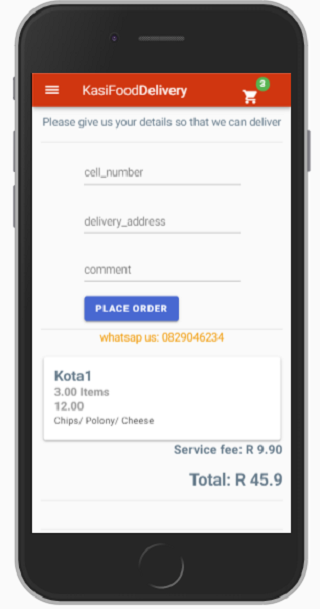 KasiFoodDelivery
3
Please give us your details so that we can deliver
cell_number
delivery_address
comment
PLACE ORDER
whatsap us: 0829046234
Kota1
3.00 Items
12.00
Chips/ Polony/ Cheese
Service fee: R 9.90
Total: R 45.9